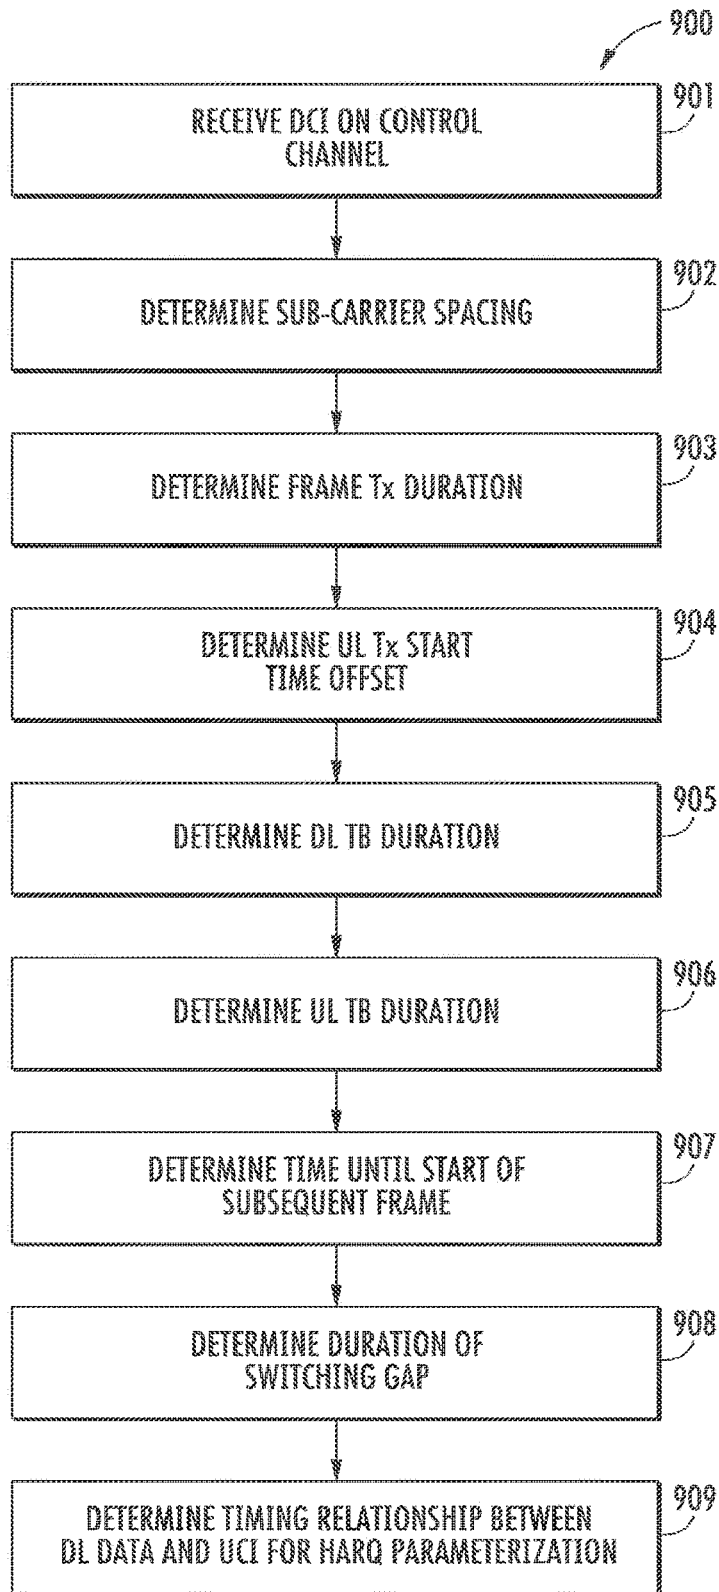 900
901
RECEIVE DCI ON CONTROL
CHANNEL
902
DETERMINE SUB-CARRIER SPACING
903
DETERMINE FRAME Tx DURATION
904
DETERMINE UL Tx START
TIME OFFSET
905
DETERMINE DL TB DURATION
906
DETERMINE UL TB DURATION
907
DETERMINE TIME UNTIL START OF
SUBSEQUENT FRAME
908
DETERMINE DURATION OF
SWITCHING GAP
909
DETERMINE TIMING RELATIONSHIP BETWEEN
DL DATA AND UCI FOR HARQ PARAMETERIZATION